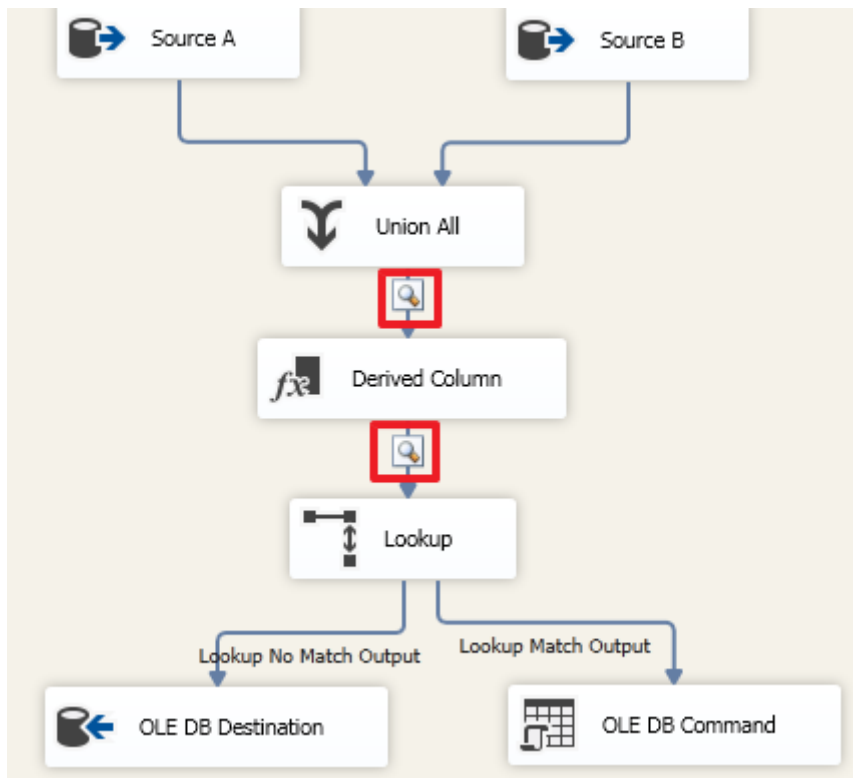 Source A
Source B
Union All
fx
Derived Column
Lookup
Lookup No Match Output
Lookup Match Output
OLE DB Destination
OLE DB Command